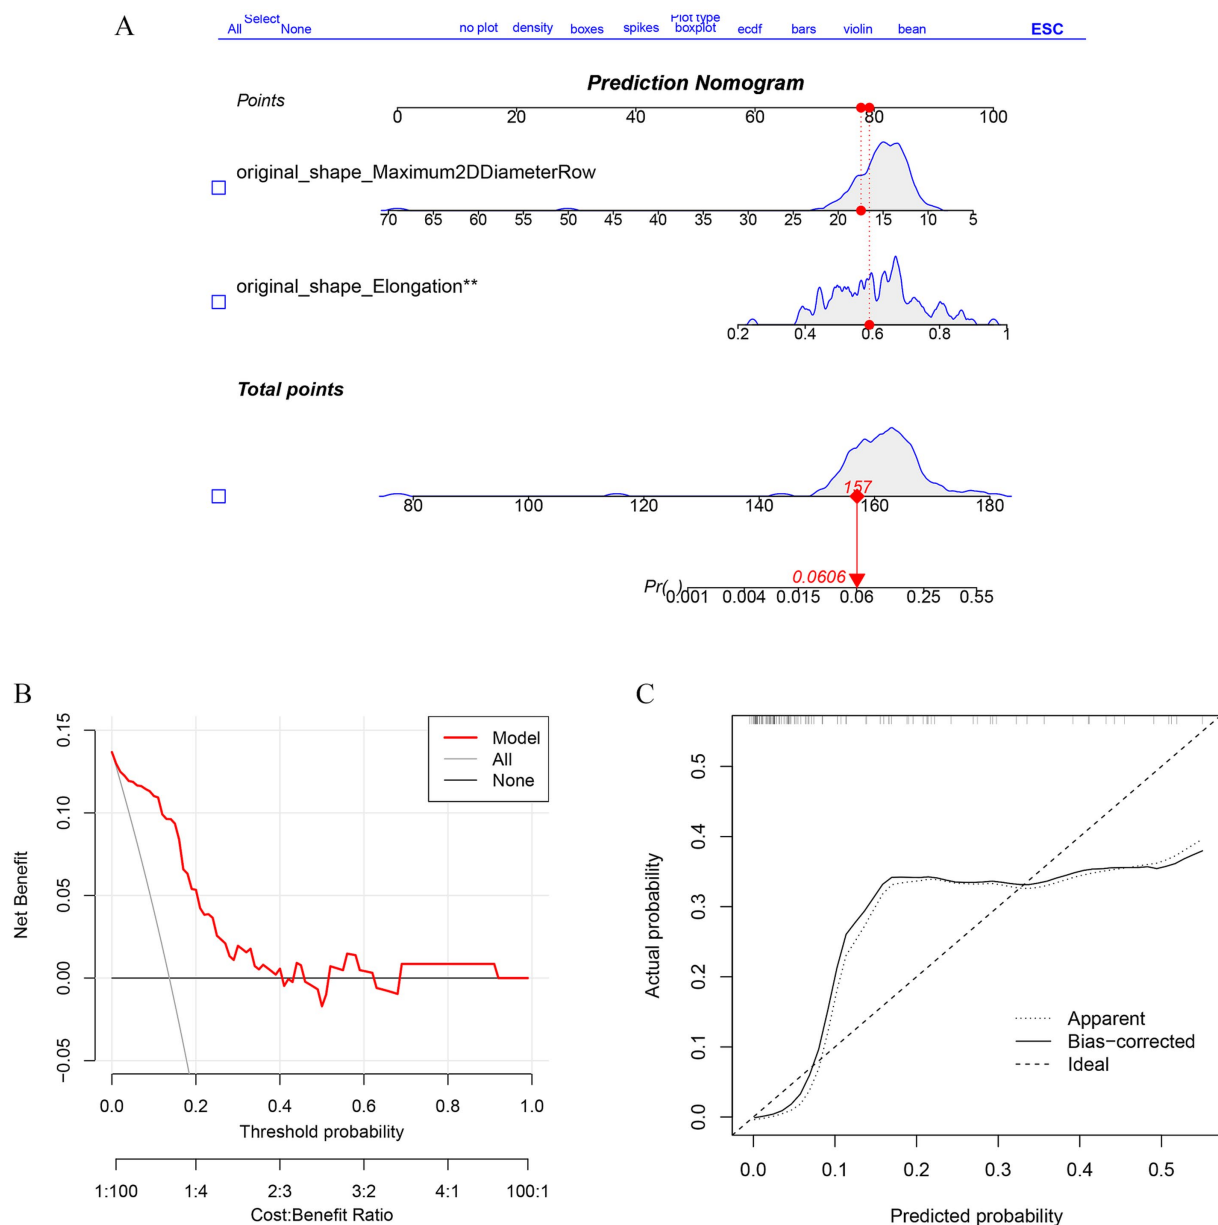 A
Select
Plot type
All None no plot density boxes spikes boxplot ecdf bars violin bean ESC
Prediction Nomogram
Points
0 20 40 60 80 100
original_shape_Maximum2DDiameterRow
70 65 60 55 50 45 40 35 30 25 20 15 10 5
original_shape_Elongation**
0.2 0.4 0.6 0.8 1
Total points
157
80 100 120 140 160 180
0.0606
Pr( )
0.001 0.004 0.015 0.06 0.25 0.55
B
Net Benefit
0.15
0.10
0.05
0.00
−0.05
Model
All
None
0.0 0.2 0.4 0.6 0.8 1.0
Threshold probability
1:100 1:4 2:3 3:2 4:1 100:1
Cost:Benefit Ratio
C
Actual probability
0.5
0.4
0.3
0.2
0.1
0.0
Apparent
Bias−corrected
Ideal
0.0 0.1 0.2 0.3 0.4 0.5
Predicted probability